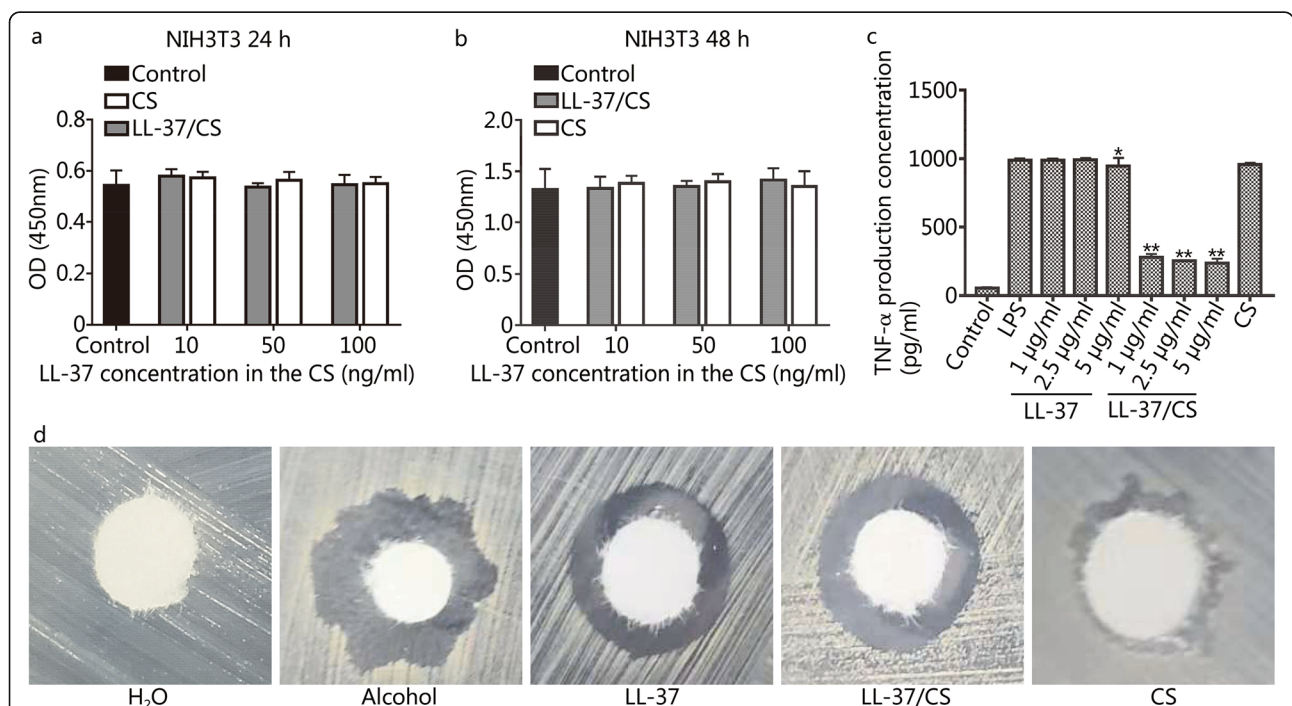 a
NIH3T3 24 h
Control
CS
LL-37/CS
OD (450nm)
0.8
0.6
0.4
0.2
0
Control
10
50
100
LL-37 concentration in the CS (ng/ml)
b
NIH3T3 48 h
Control
LL-37/CS
CS
OD (450nm)
2.0
1.5
1.0
0.5
0
Control
10
50
100
LL-37 concentration in the CS (ng/ml)
c
TNF-α production concentration
(pg/ml)
1500
1000
500
0
*
**
**
**
Control
LPS
1 μg/ml
2.5 μg/ml
5 μg/ml
1 μg/ml
2.5 μg/ml
5 μg/ml
CS
LL-37
LL-37/CS
d
H₂O
Alcohol
LL-37
LL-37/CS
CS